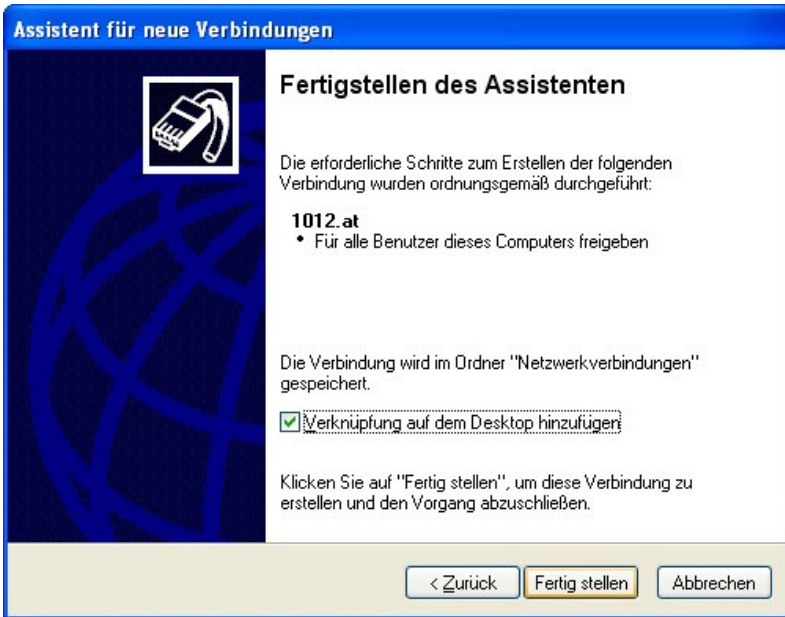 Assistent für neue Verbindungen
Fertigstellen des Assistenten
Die erforderliche Schritte zum Erstellen der folgenden
Verbindung wurden ordnungsgemäß durchgeführt:
1012.at
• Für alle Benutzer dieses Computers freigeben
Die Verbindung wird im Ordner "Netzwerkverbindungen"
gespeichert.
Verknüpfung auf dem Desktop hinzufügen
Klicken Sie auf "Fertig stellen", um diese Verbindung zu
erstellen und den Vorgang abzuschließen.
< Zurück Fertig stellen Abbrechen